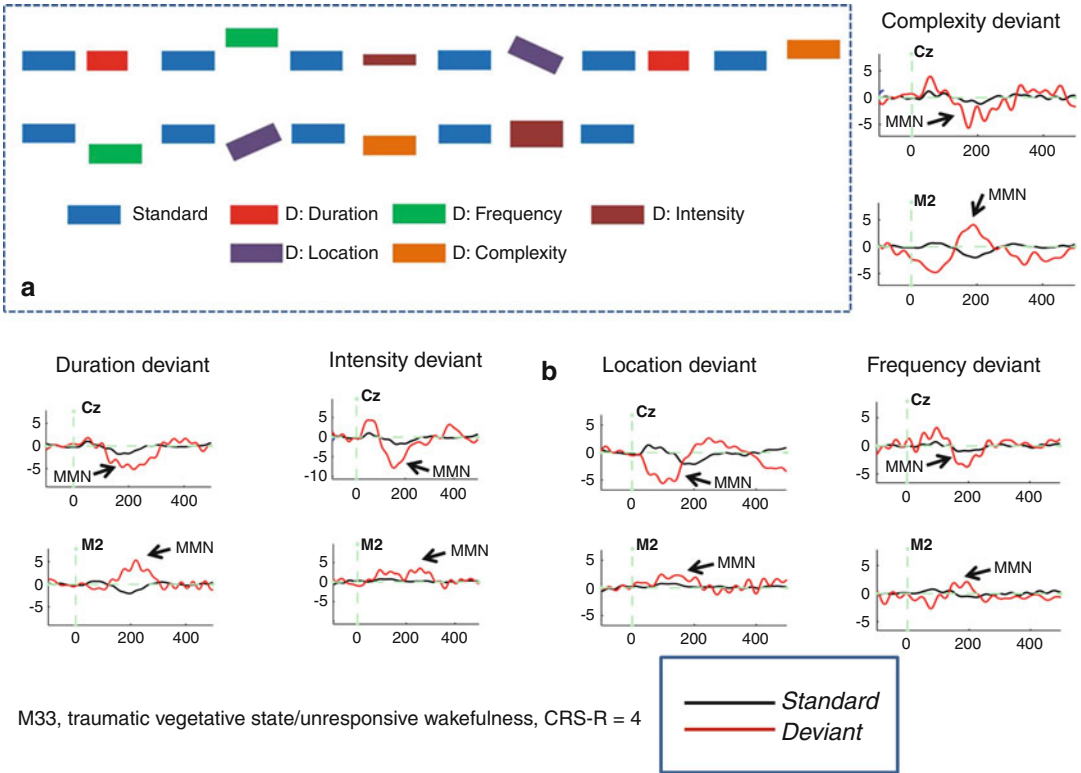 Complexity deviant
Cz
5
0
-5
MMN
0 200 400
M2
MMN
5
0
-5
0 200 400
Standard D: Duration D: Frequency D: Intensity
D: Location D: Complexity
a
b
Duration deviant
Cz
5
0
-5
MMN
0 200 400
M2
MMN
5
0
-5
0 200 400
Intensity deviant
Cz
5
0
-5
-10
MMN
0 200 400
M2
MMN
5
0
-5
0 200 400
Location deviant
Cz
5
0
-5
MMN
0 200 400
M2
MMN
5
0
-5
0 200 400
Frequency deviant
Cz
5
0
-5
MMN
0 200 400
M2
MMN
5
0
-5
0 200 400
M33, traumatic vegetative state/unresponsive wakefulness, CRS-R = 4
Standard
Deviant